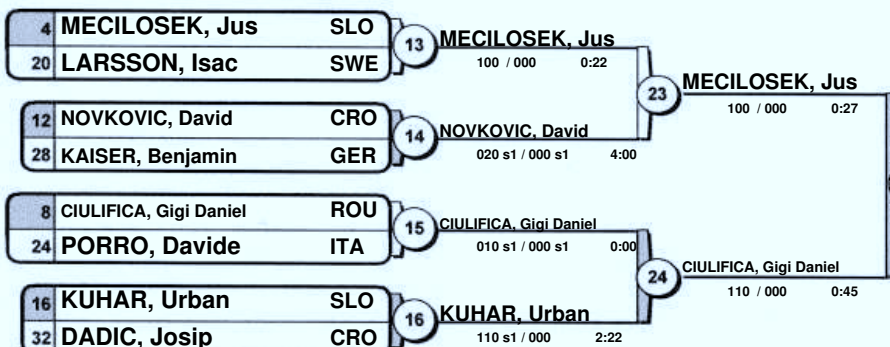 4 MECILOSEK, Jus SLO
20 LARSSON, Isac SWE
13
MECILOSEK, Jus
100 / 000 0:22
12 NOVKOVIC, David CRO
28 KAISER, Benjamin GER
14
NOVKOVIC, David
020 s1 / 000 s1 4:00
23
MECILOSEK, Jus
100 / 000 0:27
8 CIULIFICA, Gigi Daniel ROU
24 PORRO, Davide ITA
15
CIULIFICA, Gigi Daniel
010 s1 / 000 s1 0:00
16 KUHAR, Urban SLO
32 DADIC, Josip CRO
16
KUHAR, Urban
110 s1 / 000 2:22
24
CIULIFICA, Gigi Daniel
110 / 000 0:45